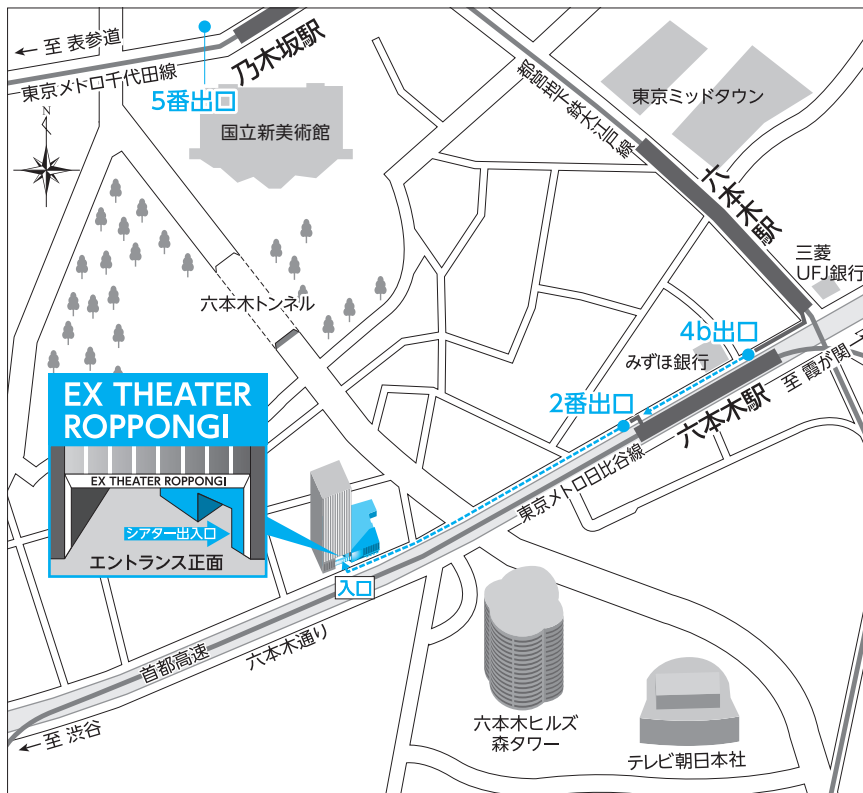 ← 至 表参道
東京メトロ千代田線
乃木坂駅
5番出口
国立新美術館
N
都営地下鉄大江戸線
東京ミッドタウン
六本木駅
三菱
UFJ銀行
六本木トンネル
4b出口
みずほ銀行
至 霞が関 →
2番出口
六本木駅
東京メトロ日比谷線
EX THEATER
ROPPONGI
EX THEATER ROPPONGI
シアター出入口
エントランス正面
入口
首都高速
六本木通り
← 至 渋谷
六本木ヒルズ
森タワー
テレビ朝日本社